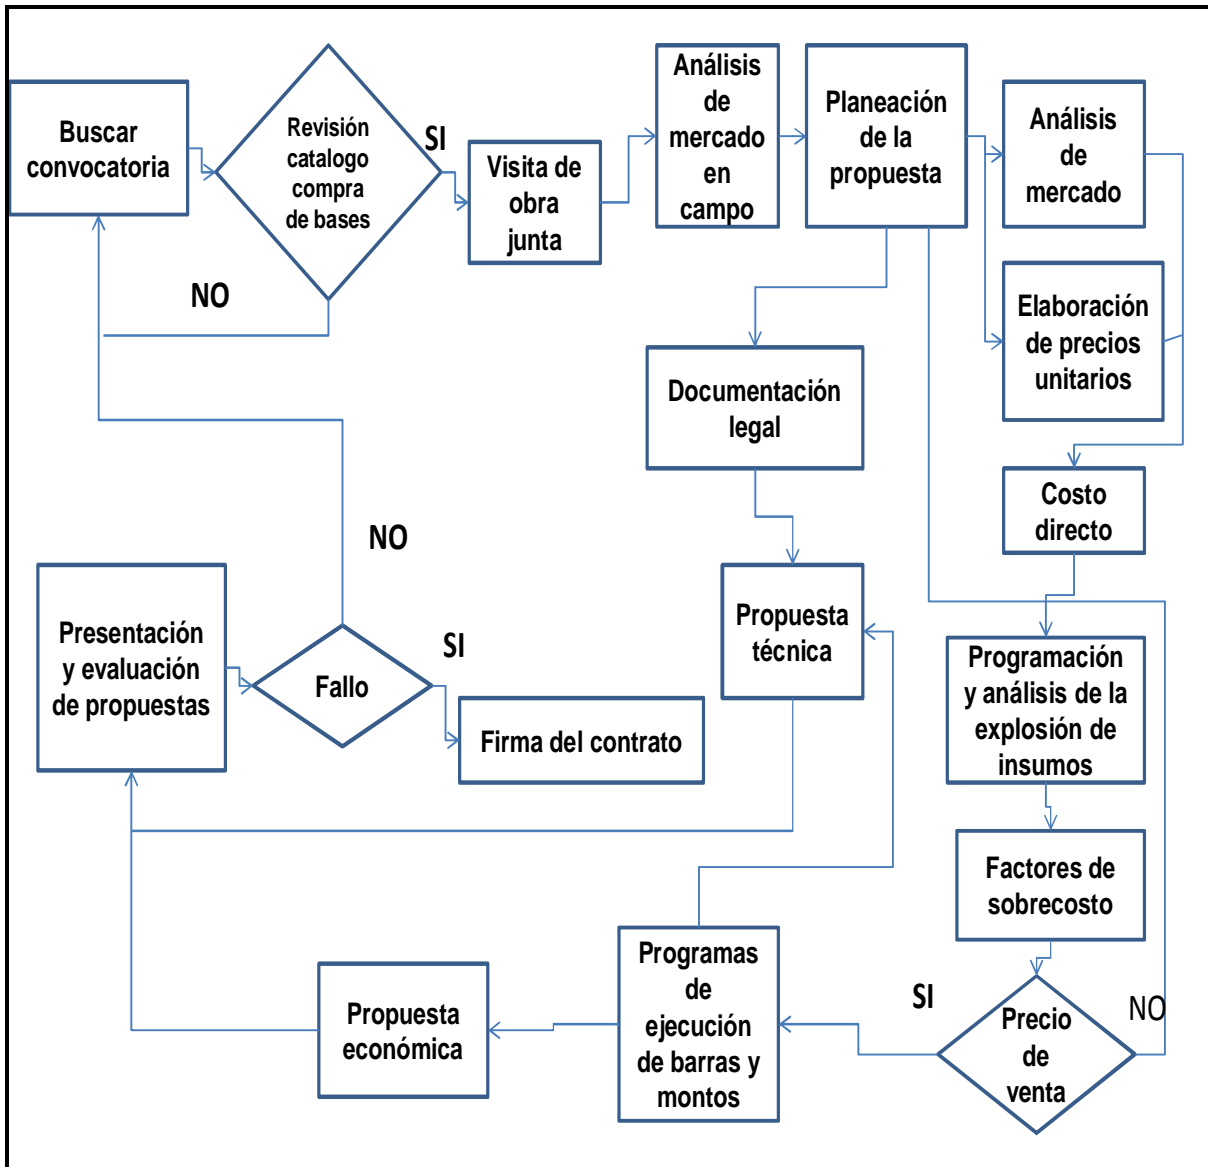 Buscar
convocatoria
Revisión
catalogo
compra
de bases
SI
NO
Visita de
obra
junta
Análisis
de
mercado
en
campo
Planeación
de la
propuesta
Análisis
de
mercado
Elaboración
de precios
unitarios
Documentación
legal
Costo
directo
NO
Presentación
y evaluación
de propuestas
Fallo
SI
Firma del contrato
Propuesta
técnica
Programación
y análisis de la
explosión de
insumos
Factores de
sobrecosto
Propuesta
económica
Programas
de
ejecución
de barras y
montos
SI
Precio
de
venta
NO